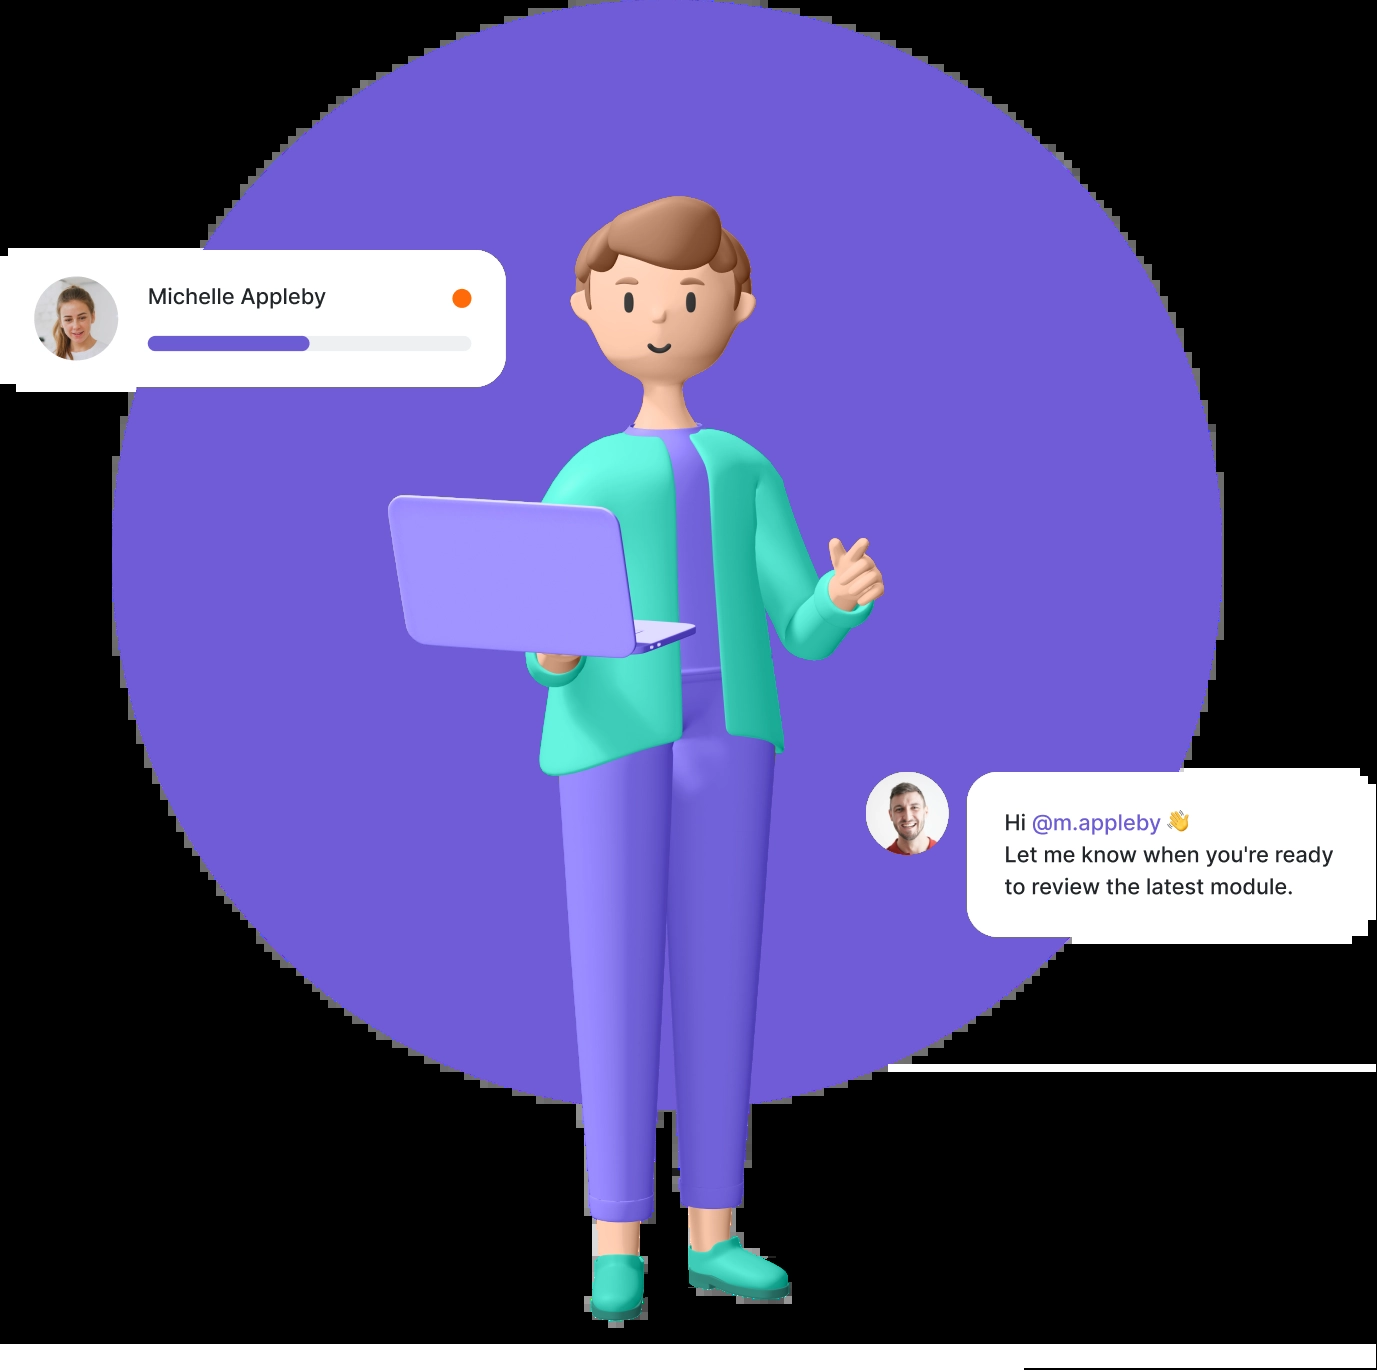 Michelle Appleby
Hi @m.appleby 👋
Let me know when you're ready
to review the latest module.